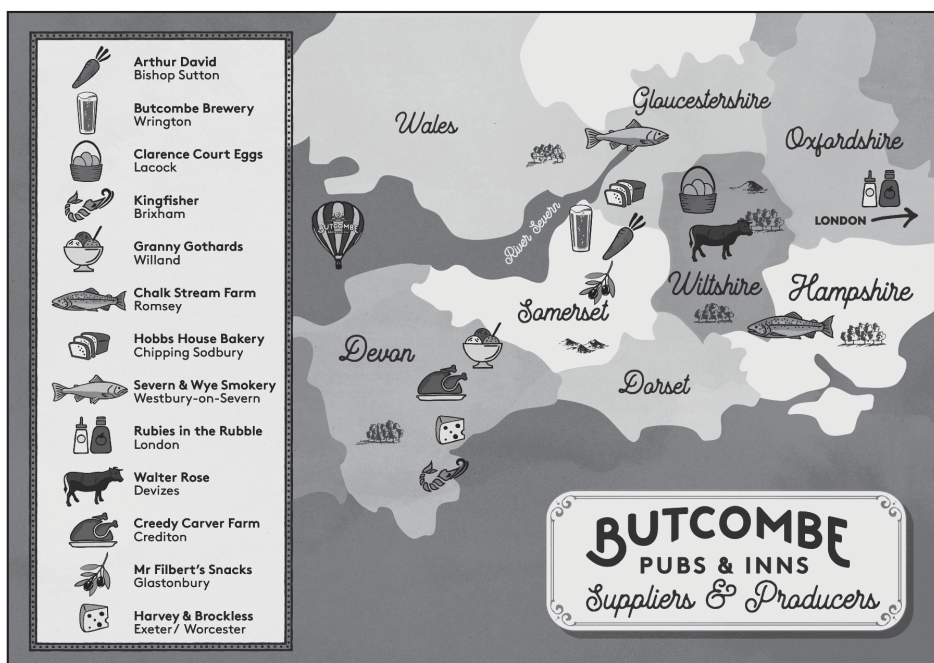 Arthur David
Bishop Sutton
Butcombe Brewery
Wrington
Clarence Court Eggs
Lacock
Kingfisher
Brixham
Granny Gothards
Willand
Chalk Stream Farm
Romsey
Hobbs House Bakery
Chipping Sodbury
Severn & Wye Smokery
Westbury-on-Severn
Rubies in the Rubble
London
Walter Rose
Devizes
Creedy Carver Farm
Crediton
Mr Filbert's Snacks
Glastonbury
Harvey & Brockless
Exeter/ Worcester
Wales
Gloucestershire
Oxfordshire
LONDON
River Severn
BUTCOMBE
Wiltshire
Hampshire
Somerset
Devon
Dorset
BUTCOMBE
PUBS & INNS
Suppliers & Producers